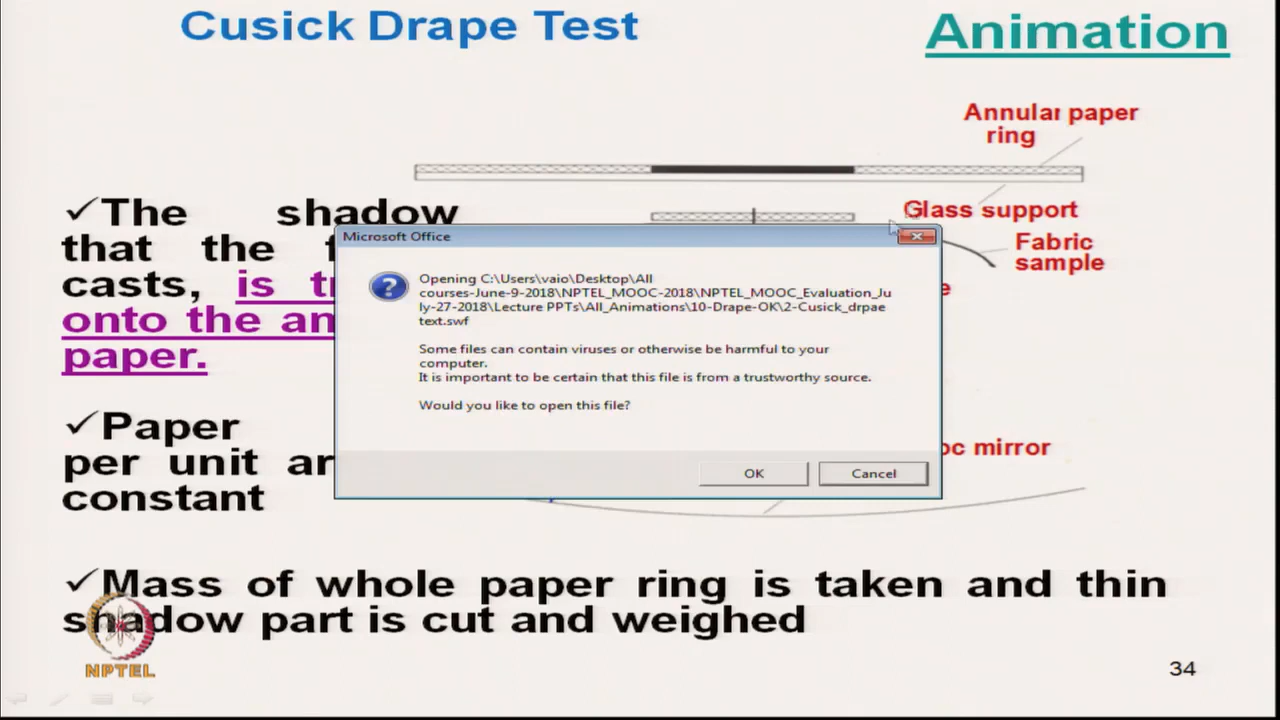 Cusick Drape Test
Animation
Annular paper
ring
Glass support
Fabric
sample
✓The shadow
that the
casts, is
onto the
paper.
Microsoft Office
Opening C:\Users\vaio\Desktop\All
courses-June-9-2018\NPTEL_MOOC-2018\NPTEL_MOOC_Evaluation_Ju
ly-27-2018\Lecture PPTs\All_Animations\10-Drape-OK\2-Cusick_drpae
text.swf
Some files can contain viruses or otherwise be harmful to your
computer.
It is important to be certain that this file is from a trustworthy source.
Would you like to open this file?
OK
Cancel
mirror
✓Paper
per unit
constant
✓Mass of whole paper ring is taken and thin
shadow part is cut and weighed
NPTEL
34